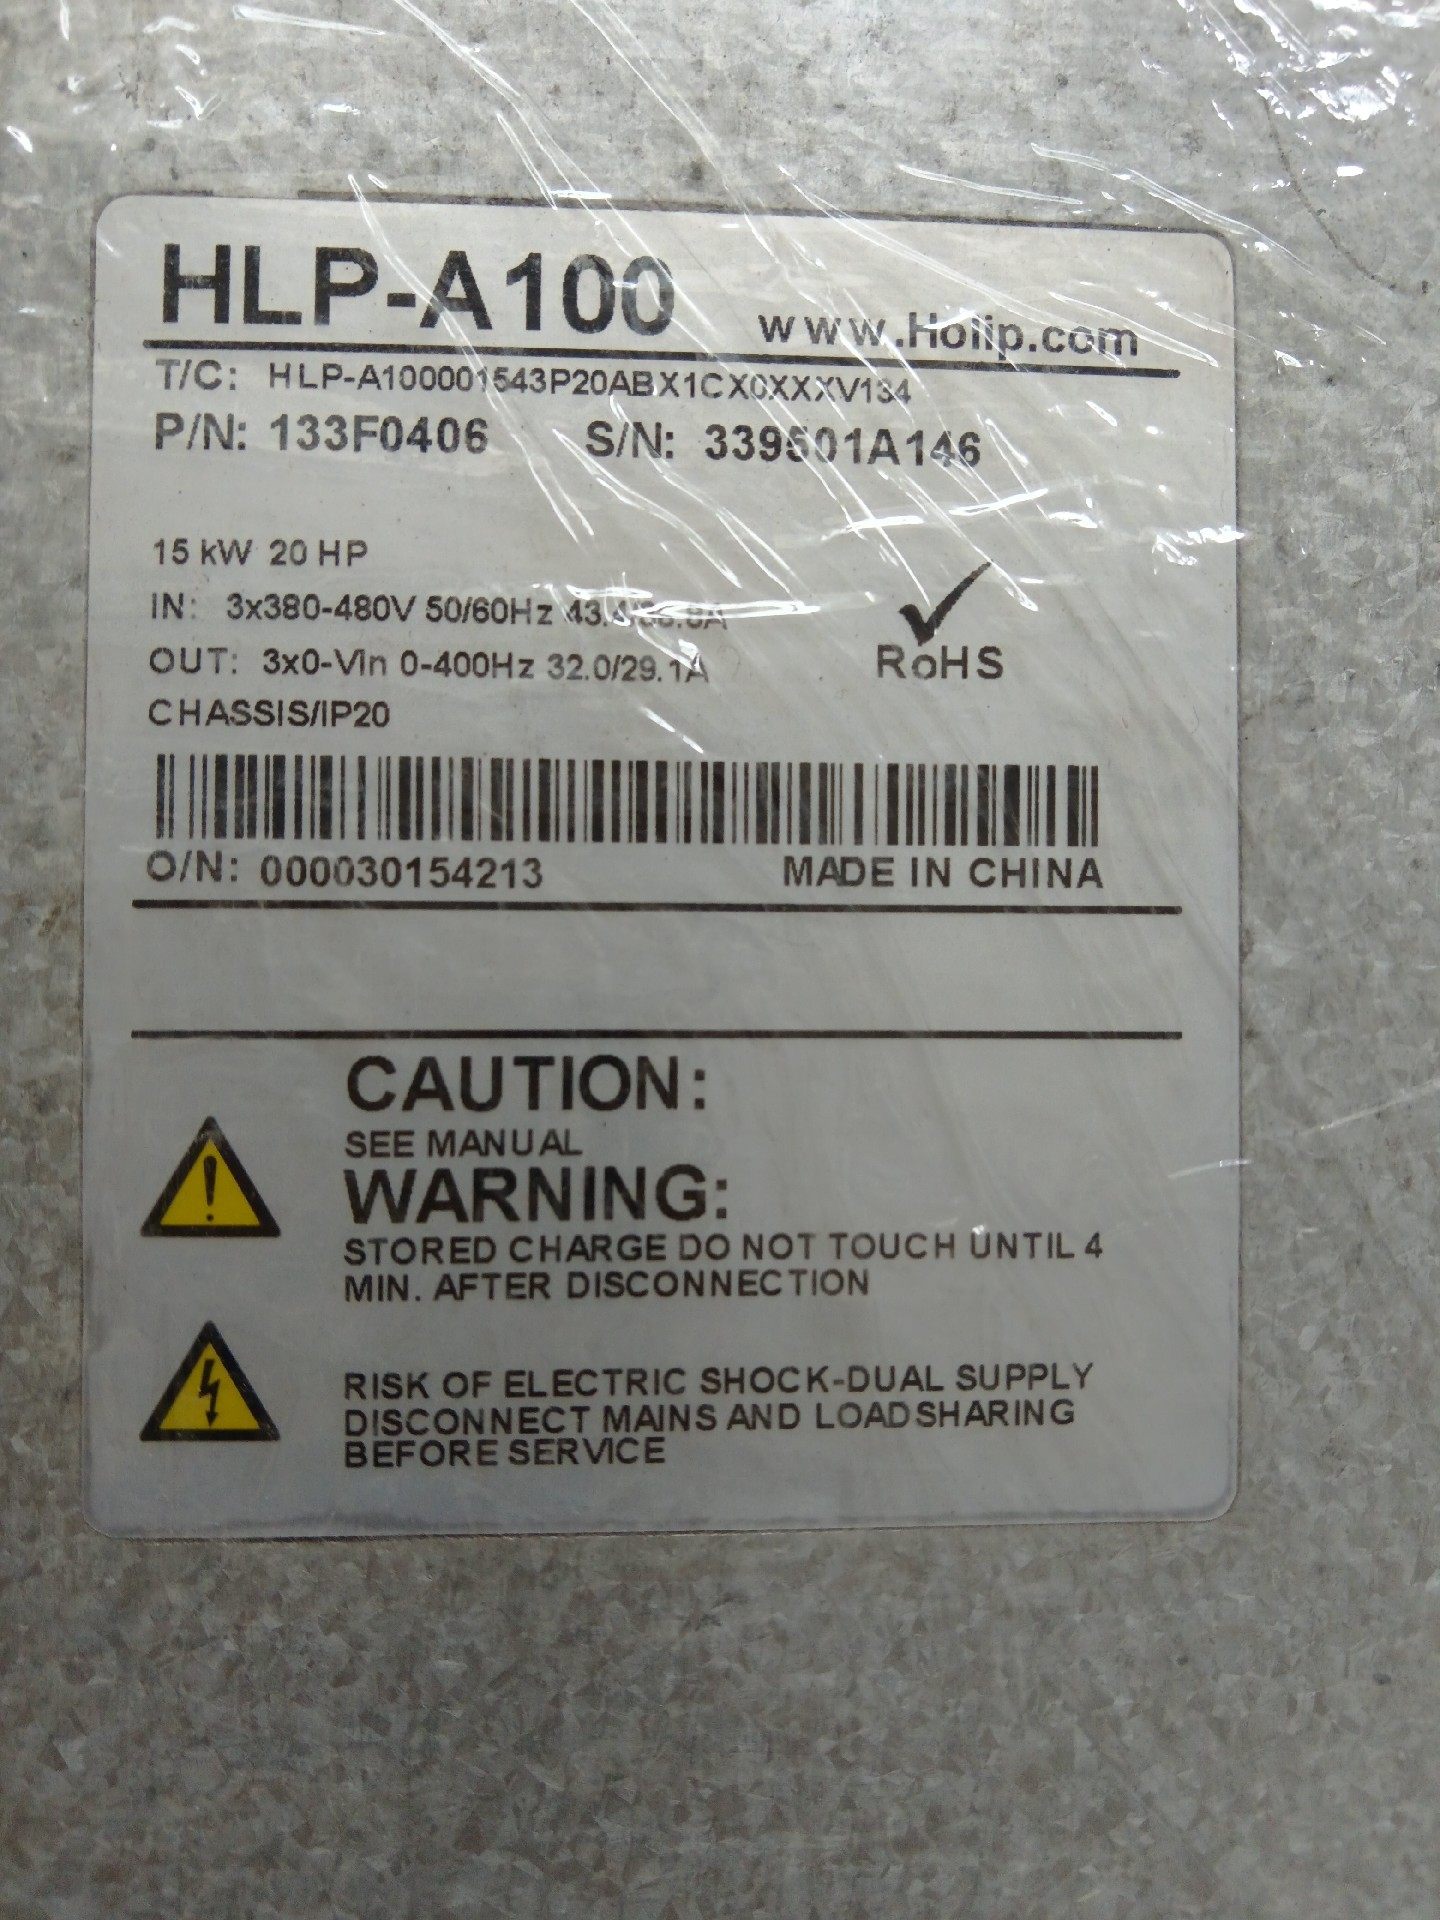 HLP-A100 www.Holip.com
T/C: HLP-A100001543P20ABX1CX0XXXV134
P/N: 133F0406 S/N: 339501A146
15 kW 20 HP
IN: 3x380-480V 50/60Hz
OUT: 3x0-Vin 0-400Hz 32.0/29.1A
RoHS
CHASSIS/IP20
O/N: 000030154213 MADE IN CHINA
CAUTION:
SEE MANUAL
WARNING:
STORED CHARGE DO NOT TOUCH UNTIL 4
MIN. AFTER DISCONNECTION
RISK OF ELECTRIC SHOCK-DUAL SUPPLY
DISCONNECT MAINS AND LOADSHARING
BEFORE SERVICE